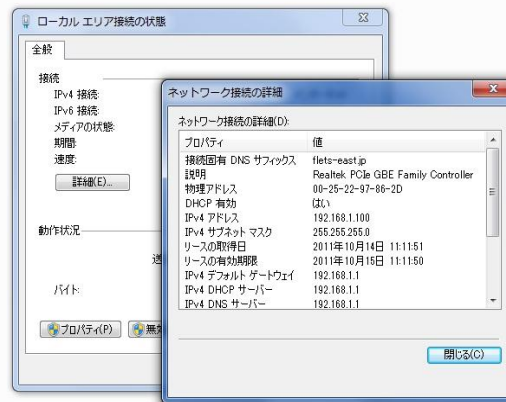 ローカル エリア接続の状態
全般
接続
IPv4 接続:
IPv6 接続:
メディアの状態:
期間:
速度:
詳細(E)...
動作状況
バイト:
プロパティ(P)
ネットワーク接続の詳細
ネットワーク接続の詳細(D):
プロパティ 値
接続固有 DNS サフィックス flets-east.jp
説明 Realtek PCIe GBE Family Controller
物理アドレス 00-25-22-97-86-2D
DHCP 有効 はい
IPv4 アドレス 192.168.1.100
IPv4 サブネット マスク 255.255.255.0
リースの取得日 2011年10月14日 11:11:51
リースの有効期限 2011年10月15日 11:11:50
IPv4 デフォルト ゲートウェイ 192.168.1.1
IPv4 DHCP サーバー 192.168.1.1
IPv4 DNS サーバー 192.168.1.1
閉じる(C)